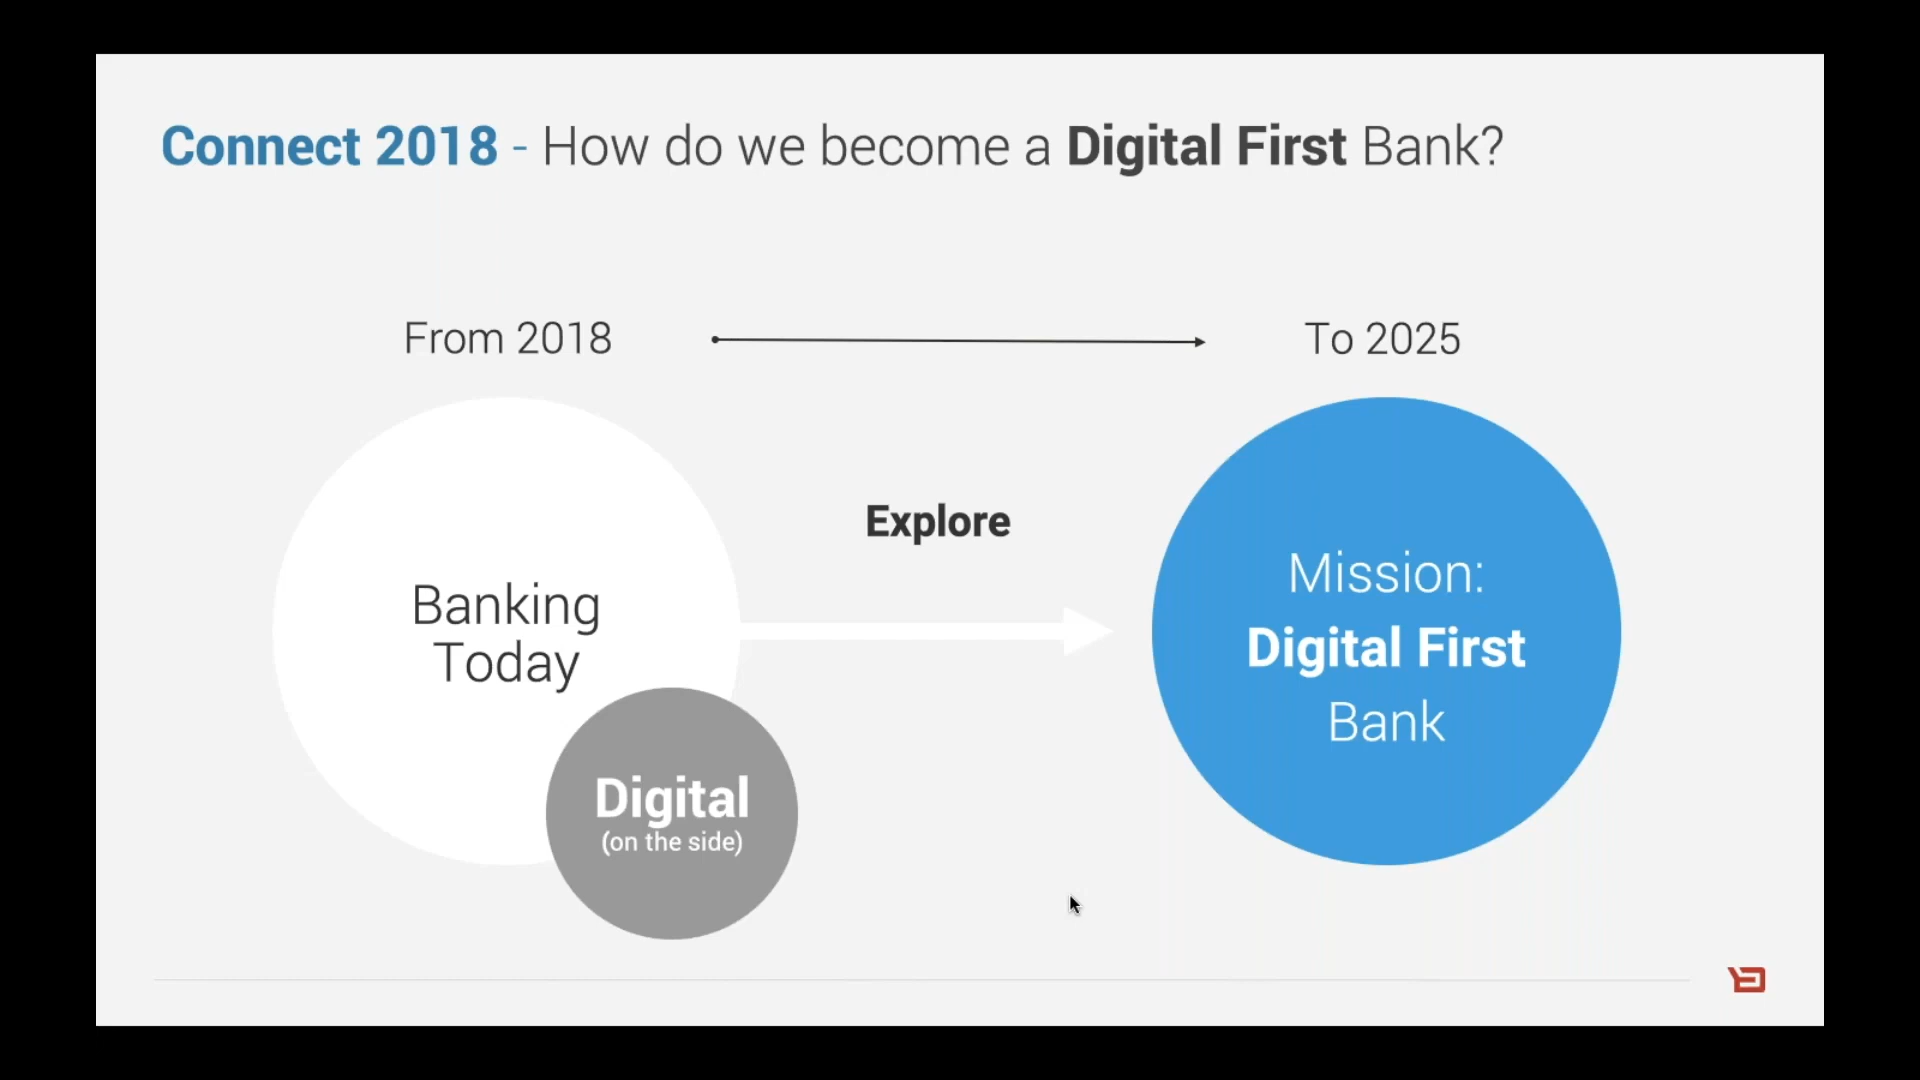 Connect 2018 - How do we become a Digital First Bank?
From 2018
To 2025
Explore
Banking
Today
Digital
(on the side)
Mission:
Digital First
Bank